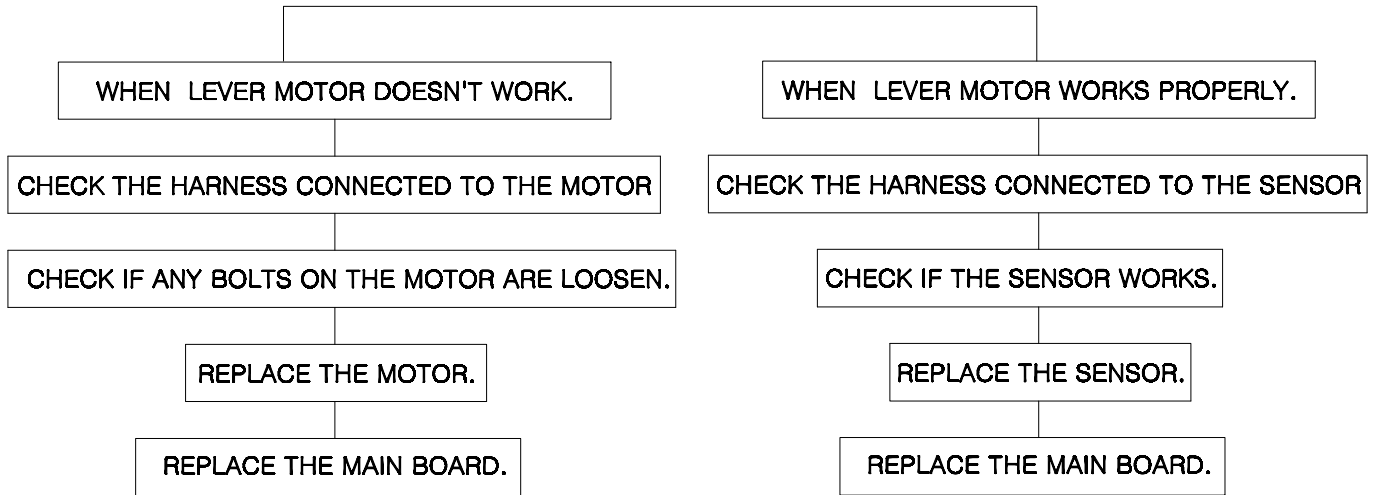 WHEN LEVER MOTOR DOESN'T WORK.
CHECK THE HARNESS CONNECTED TO THE MOTOR
CHECK IF ANY BOLTS ON THE MOTOR ARE LOOSEN.
REPLACE THE MOTOR.
REPLACE THE MAIN BOARD.
WHEN LEVER MOTOR WORKS PROPERLY.
CHECK THE HARNESS CONNECTED TO THE SENSOR
CHECK IF THE SENSOR WORKS.
REPLACE THE SENSOR.
REPLACE THE MAIN BOARD.